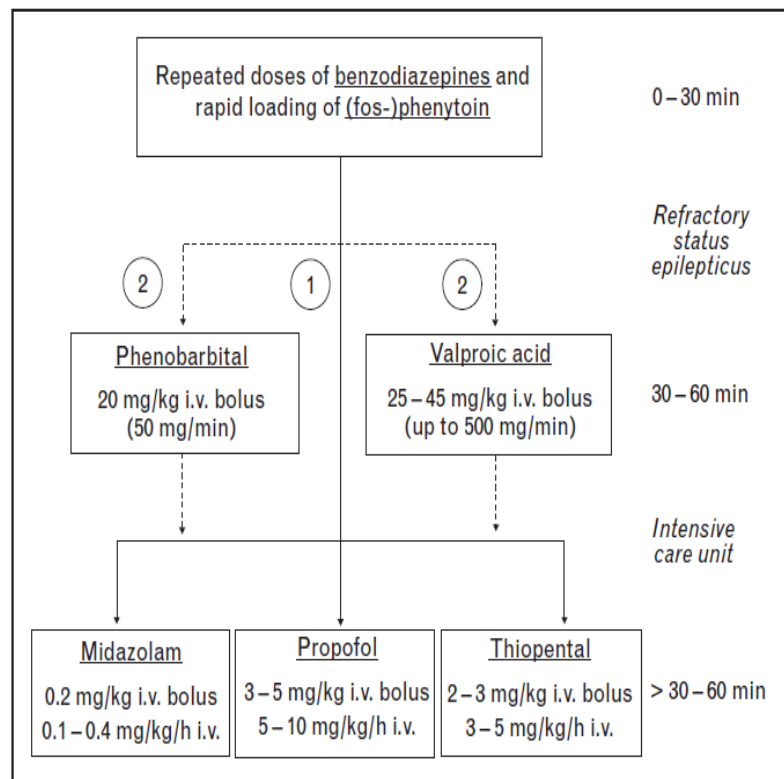 Repeated doses of benzodiazepines and
rapid loading of (fos-)phenytoin
0 – 30 min
Refractory
status
epilepticus
2
1
2
Phenobarbital
20 mg/kg i.v. bolus
(50 mg/min)
Valproic acid
25 – 45 mg/kg i.v. bolus
(up to 500 mg/min)
30 – 60 min
Intensive
care unit
Midazolam
0.2 mg/kg i.v. bolus
0.1 – 0.4 mg/kg/h i.v.
Propofol
3 – 5 mg/kg i.v. bolus
5 – 10 mg/kg/h i.v.
Thiopental
2 – 3 mg/kg i.v. bolus
3 – 5 mg/kg/h i.v.
> 30 – 60 min